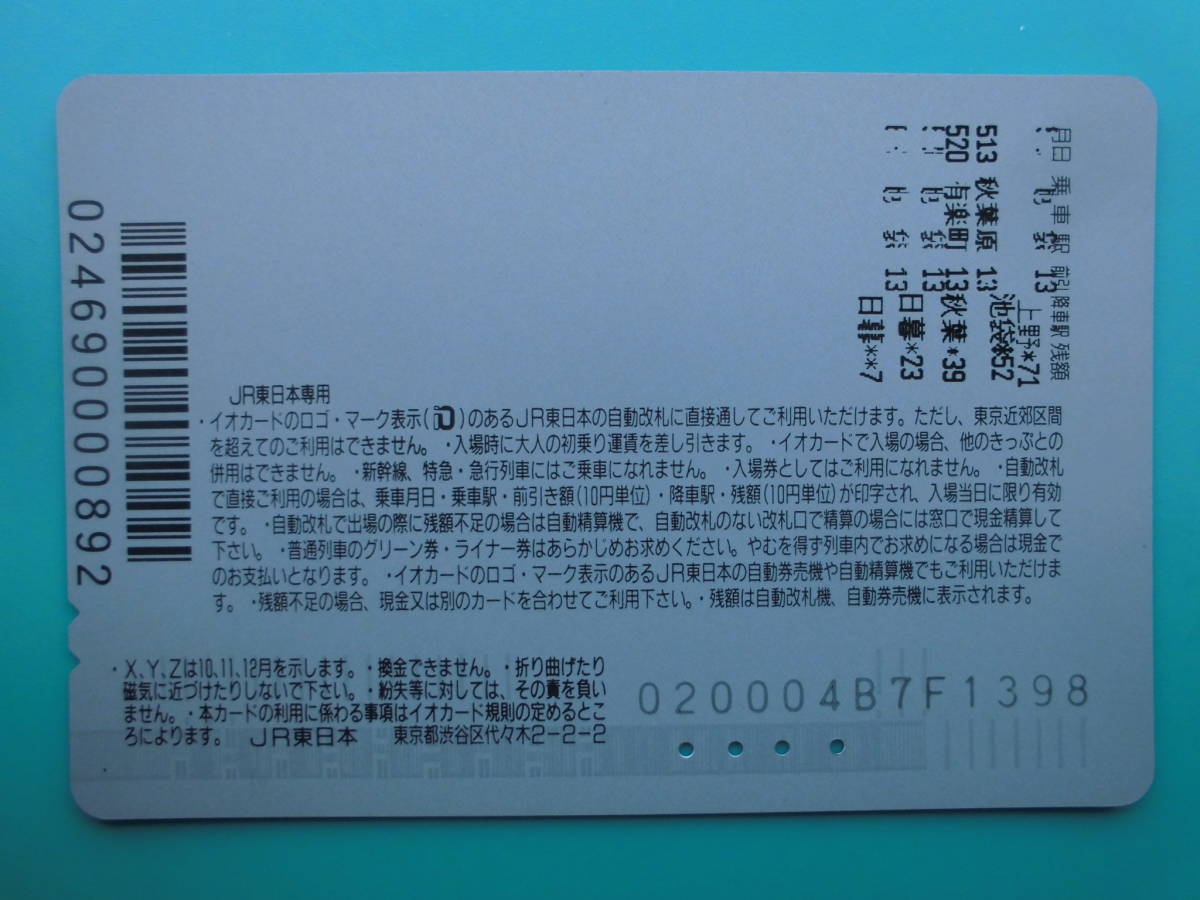 月日 乗車駅 前引 降車駅 残額
13 上野*71
513 秋葉原 13 池袋*52
520 有楽町 13 秋葉*39
13 日暮*23
13 日暮**7
0246900000892
JR東日本専用
・イオカードのロゴ・マーク表示( )のあるJR東日本の自動改札に直接通してご利用いただけます。ただし、東京近郊区間
を超えてのご利用はできません。・入場時に大人の初乗り運賃を差し引きます。・イオカードで入場の場合、他のきっぷとの
併用はできません。・新幹線、特急・急行列車にはご乗車になれません。・入場券としてはご利用になれません。・自動改札
で直接ご利用の場合は、乗車月日・乗車駅・前引き額(10円単位)・降車駅・残額(10円単位)が印字され、入場当日に限り有効
です。・自動改札で出場の際に残額不足の場合は自動精算機で、自動改札のない改札口で精算の場合には窓口で現金精算して
下さい。・普通列車のグリーン券・ライナー券はあらかじめお求めください。やむを得ず列車内でお求めになる場合は現金で
のお支払いとなります。・イオカードのロゴ・マーク表示のあるJR東日本の自動券売機や自動精算機でもご利用いただけま
す。・残額不足の場合、現金又は別のカードを合わせてご利用下さい。・残額は自動改札機、自動券売機に表示されます。
・X、Y、Zは10、11、12月を示します。・換金できません。・折り曲げたり
磁気に近づけたりしないで下さい。・紛失等に対しては、その責を負い
ません。・本カードの利用に係わる事項はイオカード規則の定めるとこ
ろによります。 JR東日本 東京都渋谷区代々木2-2-2
020004B7F1398